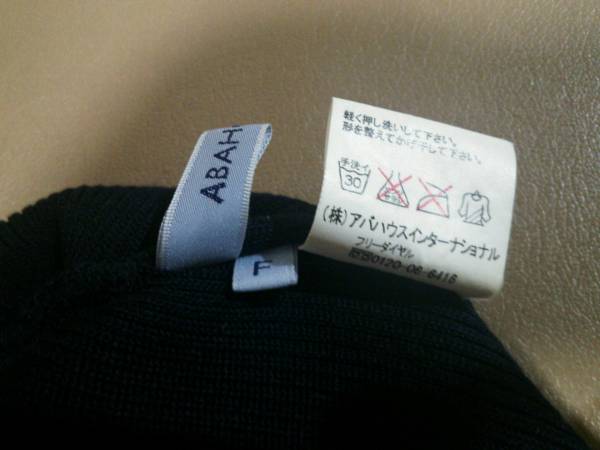 ABAH
F
軽く押し洗いして下さい。
形を整えてかげ干して下さい。
手洗イ
30
(株)アバハウスインターナショナル
フリーダイヤル
0120-06-6416